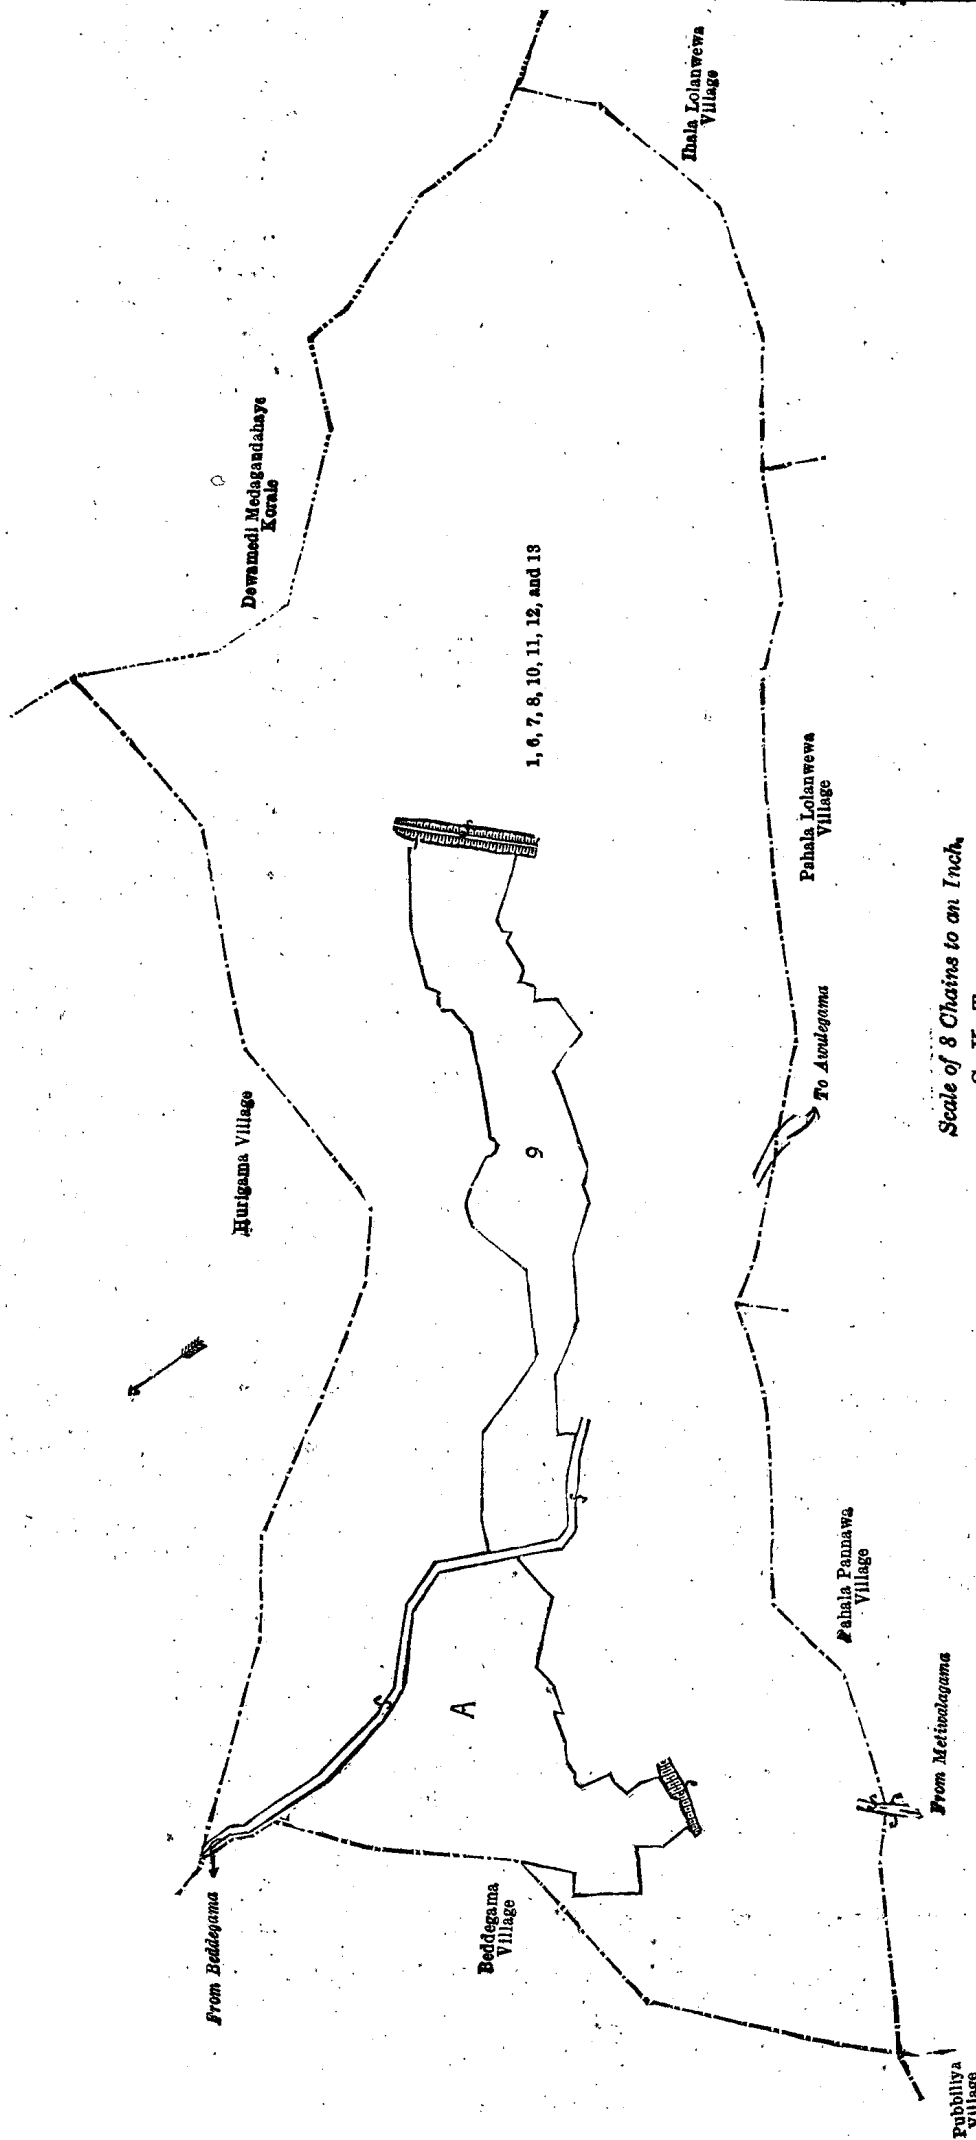 Ihala Lolanwewa
Village
Dewamedi Medagandahaye
Korale
1, 6, 7, 8, 10, 11, 12, and 13
Pahala Lolanwewa
Village
To Awulegama
Hurigama Village
9
Pahala Pannawa
Village
A
From Metiwalagama
From Beddegama
Beddegama
Village
Pubbiliya
Village
Scale of 8 Chains to an Inch.